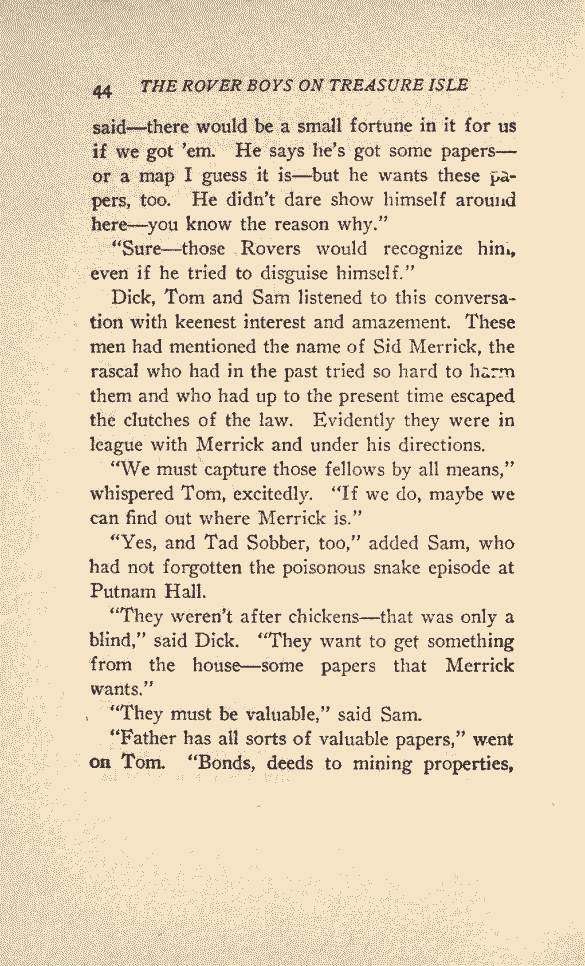 44 THE ROVER BOYS ON TREASURE ISLE
said—there would be a small fortune in it for us
if we got 'em. He says he's got some papers—
or a map I guess it is—but he wants these pa-
pers, too. He didn't dare show himself around
here—you know the reason why."
"Sure—those Rovers would recognize him,
even if he tried to disguise himself."
Dick, Tom and Sam listened to this conversa-
tion with keenest interest and amazement. These
men had mentioned the name of Sid Merrick, the
rascal who had in the past tried so hard to harm
them and who had up to the present time escaped
the clutches of the law. Evidently they were in
league with Merrick and under his directions.
"We must capture those fellows by all means,"
whispered Tom, excitedly. "If we do, maybe we
can find out where Merrick is."
"Yes, and Tad Sobber, too," added Sam, who
had not forgotten the poisonous snake episode at
Putnam Hall.
"They weren't after chickens—that was only a
blind," said Dick. "They want to get something
from the house—some papers that Merrick
wants."
"They must be valuable," said Sam.
"Father has all sorts of valuable papers," went
on Tom. "Bonds, deeds to mining properties,